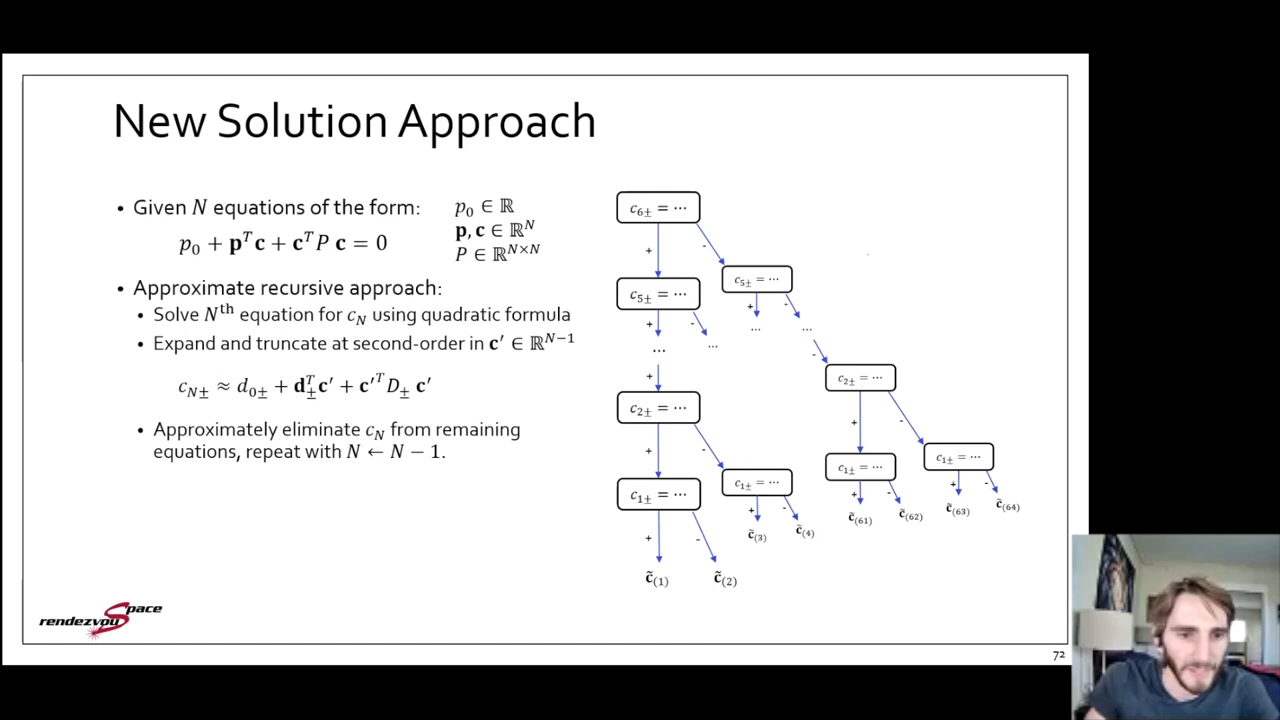 New Solution Approach
• Given N equations of the form:
p₀ + 𝐩ᵀ𝐜 + 𝐜ᵀP 𝐜 = 0
p₀ ∈ ℝ
𝐩, 𝐜 ∈ ℝᴺ
P ∈ ℝᴺˣᴺ
• Approximate recursive approach:
• Solve Nᵗʰ equation for c_N using quadratic formula
• Expand and truncate at second-order in 𝐜′ ∈ ℝᴺ⁻¹
c_N± ≈ d₀± + 𝐝±ᵀ𝐜′ + 𝐜′ᵀD± 𝐜′
• Approximately eliminate c_N from remaining
equations, repeat with N ← N − 1.
c₆± = ⋯
+ -
c₅± = ⋯
c₅± = ⋯
+ -
+ -
... ...
... ...
+
-
c₂± = ⋯
c₂± = ⋯
+ -
+ -
c₁± = ⋯
c₁± = ⋯
c₁± = ⋯
c₁± = ⋯
+ -
+ -
+ -
+ -
𝐜̃₍₁₎ 𝐜̃₍₂₎
𝐜̃₍₃₎ 𝐜̃₍₄₎
𝐜̃₍₆₁₎ 𝐜̃₍₆₂₎
𝐜̃₍₆₃₎ 𝐜̃₍₆₄₎
rendezvouSpace
72